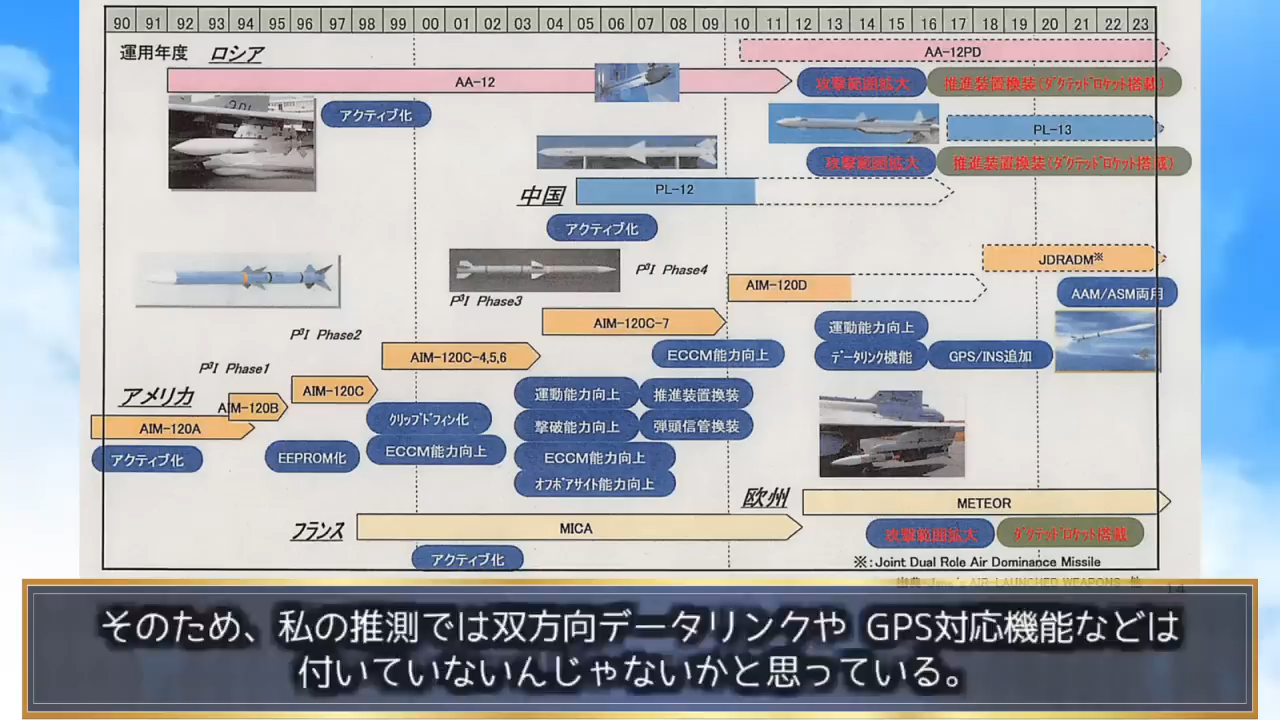 90 91 92 93 94 95 96 97 98 99 00 01 02 03 04 05 06 07 08 09 10 11 12 13 14 15 16 17 18 19 20 21 22 23
運用年度 ロシア
AA-12PD
AA-12
攻撃範囲拡大
推進装置換装(ダクテッドロケット搭載)
アクティブ化
PL-13
攻撃範囲拡大
推進装置換装(ダクテッドロケット搭載)
中国
PL-12
アクティブ化
JDRADM※
P³I Phase4
AIM-120D
AAM/ASM両用
P³I Phase3
AIM-120C-7
運動能力向上
P³I Phase2
AIM-120C-4,5,6
ECCM能力向上
データリンク機能
GPS/INS追加
P³I Phase1
アメリカ
AIM-120C
運動能力向上
推進装置換装
AIM-120B
クリップドフィン化
AIM-120A
撃破能力向上
弾頭信管換装
アクティブ化
EEPROM化
ECCM能力向上
ECCM能力向上
オフボアサイト能力向上
欧州
METEOR
フランス
MICA
攻撃範囲拡大
ダクテッドロケット搭載
アクティブ化
※:Joint Dual Role Air Dominance Missile
出典:Jane's AIR-LAUNCHED WEAPONS 他
14
そのため、私の推測では双方向データリンクや GPS対応機能などは
付いていないんじゃないかと思っている。